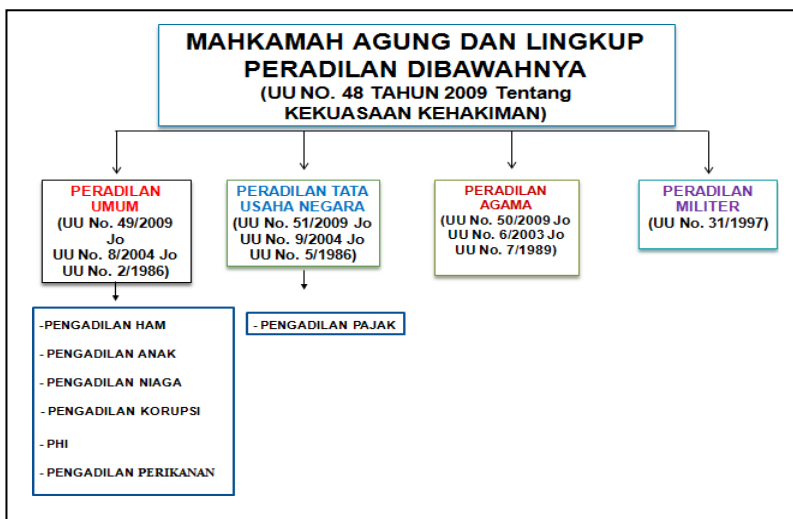 MAHKAMAH AGUNG DAN LINGKUP
PERADILAN DIBAWAHNYA
(UU NO. 48 TAHUN 2009 Tentang
KEKUASAAN KEHAKIMAN)
PERADILAN
UMUM
(UU No. 49/2009
Jo
UU No. 8/2004 Jo
UU No. 2/1986)
PERADILAN TATA
USAHA NEGARA
(UU No. 51/2009 Jo
UU No. 9/2004 Jo
UU No. 5/1986)
PERADILAN
AGAMA
(UU No. 50/2009 Jo
UU No. 6/2003 Jo
UU No. 7/1989)
PERADILAN
MILITER
(UU No. 31/1997)
-PENGADILAN HAM
- PENGADILAN ANAK
- PENGADILAN NIAGA
- PENGADILAN KORUPSI
- PHI
- PENGADILAN PERIKANAN
- PENGADILAN PAJAK